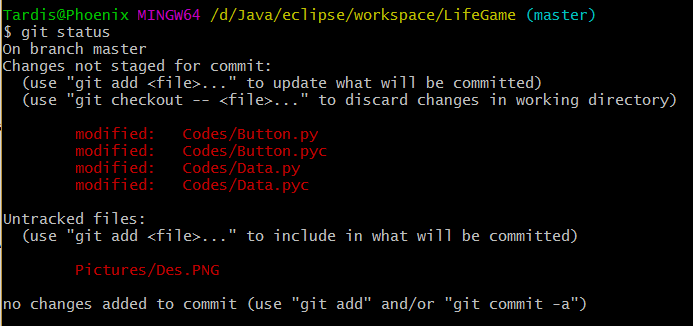 Tardis@Phoenix MINGW64 /d/Java/eclipse/workspace/LifeGame (master)
$ git status
On branch master
Changes not staged for commit:
  (use "git add <file>..." to update what will be committed)
  (use "git checkout -- <file>..." to discard changes in working directory)
        modified:   Codes/Button.py
        modified:   Codes/Button.pyc
        modified:   Codes/Data.py
        modified:   Codes/Data.pyc
Untracked files:
  (use "git add <file>..." to include in what will be committed)
        Pictures/Des.PNG
no changes added to commit (use "git add" and/or "git commit -a")